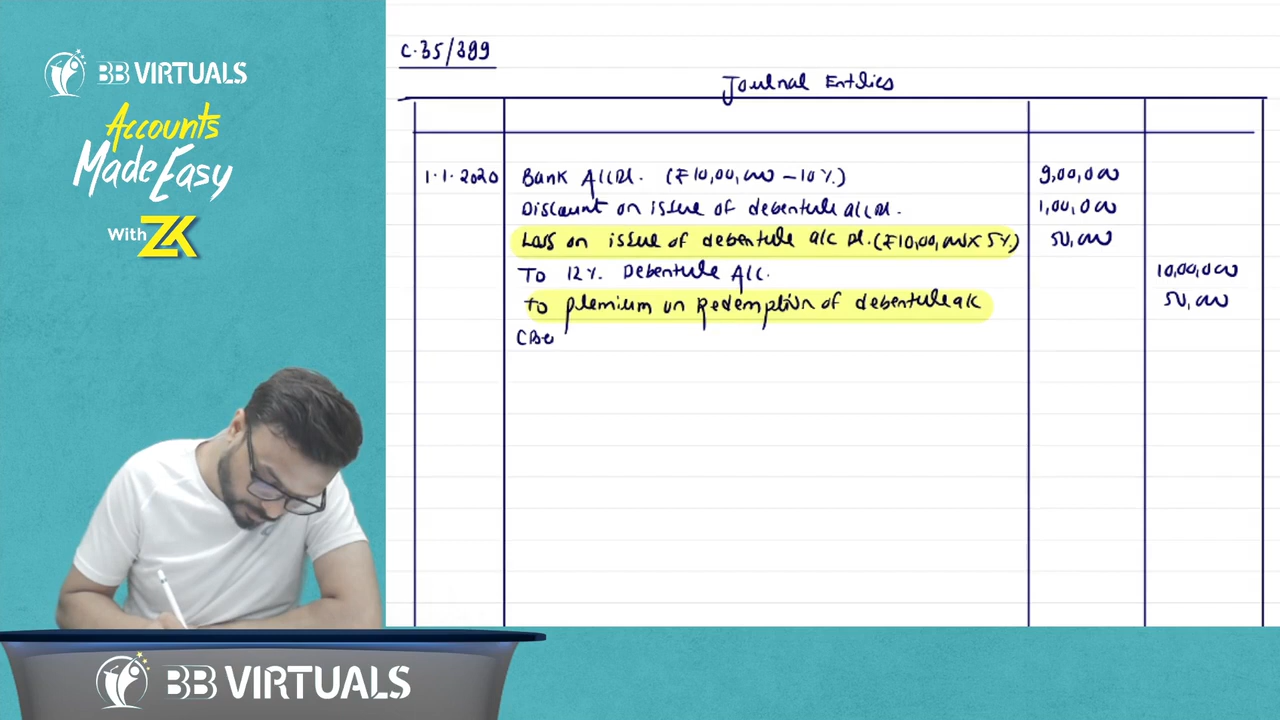 BB VIRTUALS
Accounts
Made Easy
With ZK
C.35/399
Journal Entries
1.1.2020 Bank A/c Dr. (₹10,00,000 - 10%) 9,00,000
Discount on issue of debenture a/c Dr. 1,00,000
Loss on issue of debenture a/c Dr. (₹10,00,000 x 5%) 50,000
To 12% Debenture A/c. 10,00,000
To premium on Redemption of debenture a/c 50,000
BB VIRTUALS